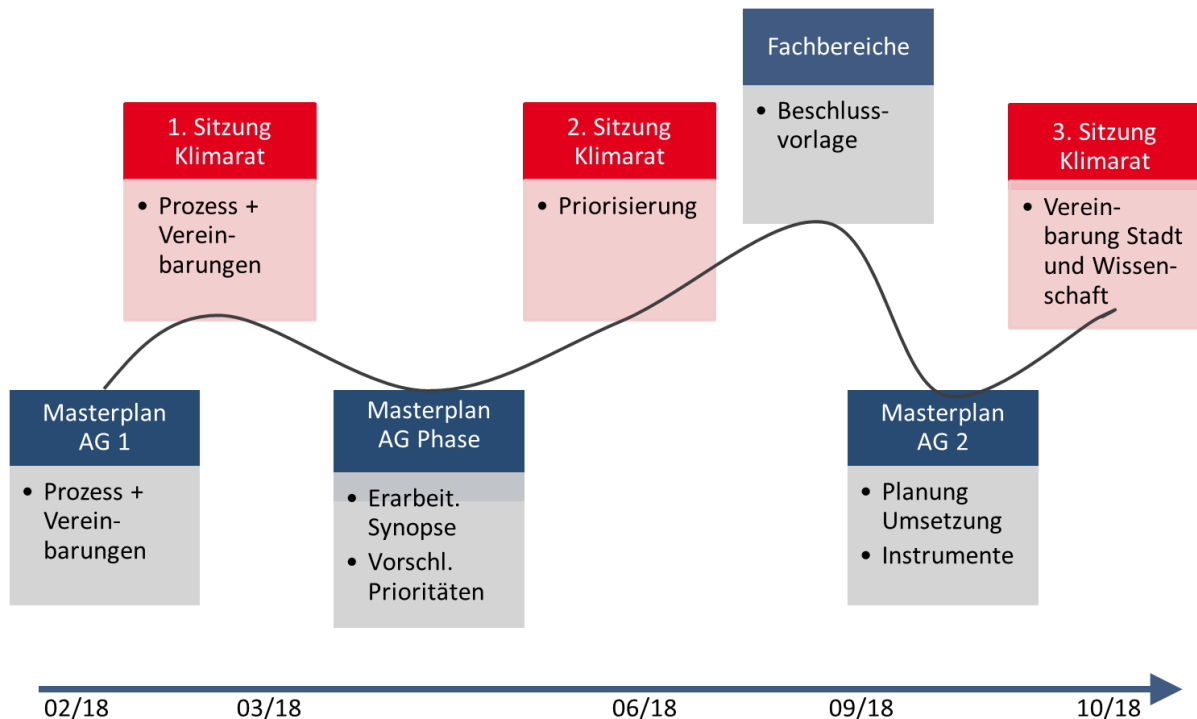 Fachbereiche
• Beschluss-
vorlage
1. Sitzung
Klimarat
• Prozess +
Verein-
barungen
2. Sitzung
Klimarat
• Priorisierung
3. Sitzung
Klimarat
• Verein-
barung Stadt
und Wissen-
schaft
Masterplan
AG 1
• Prozess +
Verein-
barungen
Masterplan
AG Phase
• Erarbeit.
Synopse
• Vorschl.
Prioritäten
Masterplan
AG 2
• Planung
Umsetzung
• Instrumente
02/18 03/18 06/18 09/18 10/18